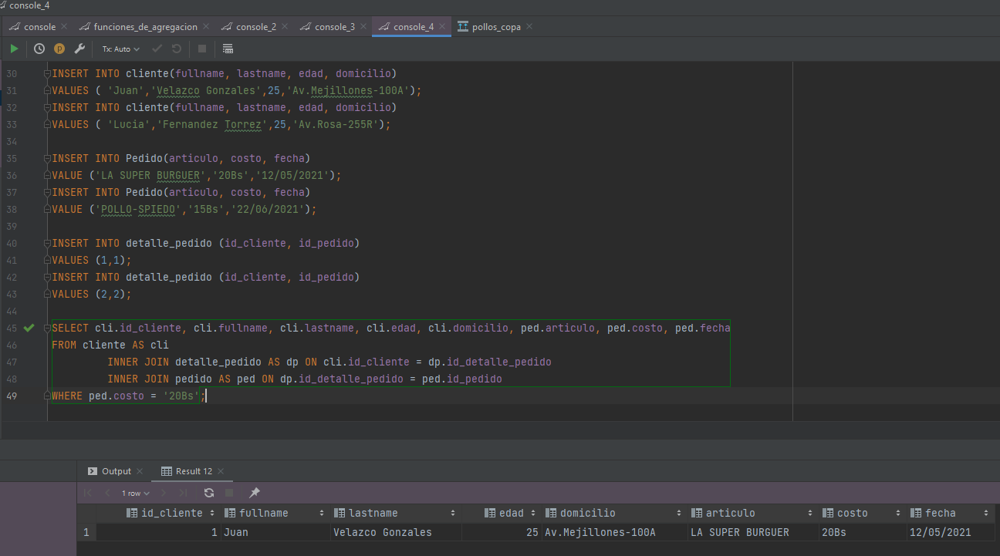 console_4
console funciones_de_agregacion console_2 console_3 console_4 pollos_copa
p Tx: Auto
30 INSERT INTO cliente(fullname, lastname, edad, domicilio)
31 VALUES ( 'Juan','Velazco Gonzales',25,'Av.Mejillones-100A');
32 INSERT INTO cliente(fullname, lastname, edad, domicilio)
33 VALUES ( 'Lucia','Fernandez Torrez',25,'Av.Rosa-255R');
34
35 INSERT INTO Pedido(articulo, costo, fecha)
36 VALUE ('LA SUPER BURGUER','20Bs','12/05/2021');
37 INSERT INTO Pedido(articulo, costo, fecha)
38 VALUE ('POLLO-SPIEDO','15Bs','22/06/2021');
39
40 INSERT INTO detalle_pedido (id_cliente, id_pedido)
41 VALUES (1,1);
42 INSERT INTO detalle_pedido (id_cliente, id_pedido)
43 VALUES (2,2);
44
45 SELECT cli.id_cliente, cli.fullname, cli.lastname, cli.edad, cli.domicilio, ped.articulo, ped.costo, ped.fecha
46 FROM cliente AS cli
47 INNER JOIN detalle_pedido AS dp ON cli.id_cliente = dp.id_detalle_pedido
48 INNER JOIN pedido AS ped ON dp.id_detalle_pedido = ped.id_pedido
49 WHERE ped.costo = '20Bs';
Output Result 12
1 row
id_cliente fullname lastname edad domicilio articulo costo fecha
1 1 Juan Velazco Gonzales 25 Av.Mejillones-100A LA SUPER BURGUER 20Bs 12/05/2021